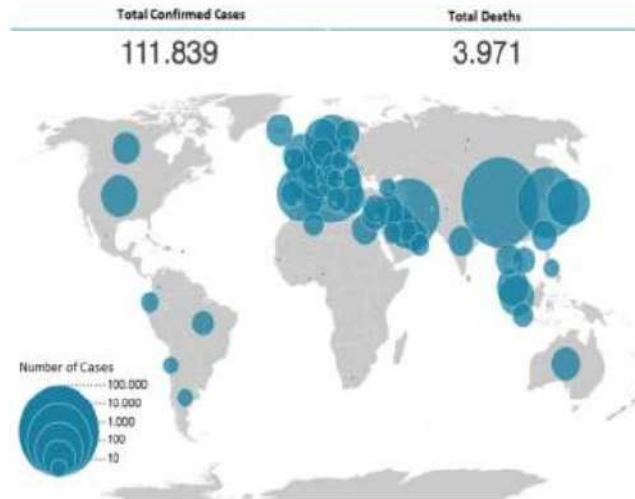 Total Confirmed Cases
Total Deaths
111.839
3.971
Number of Cases
100.000
10.000
1.000
100
10